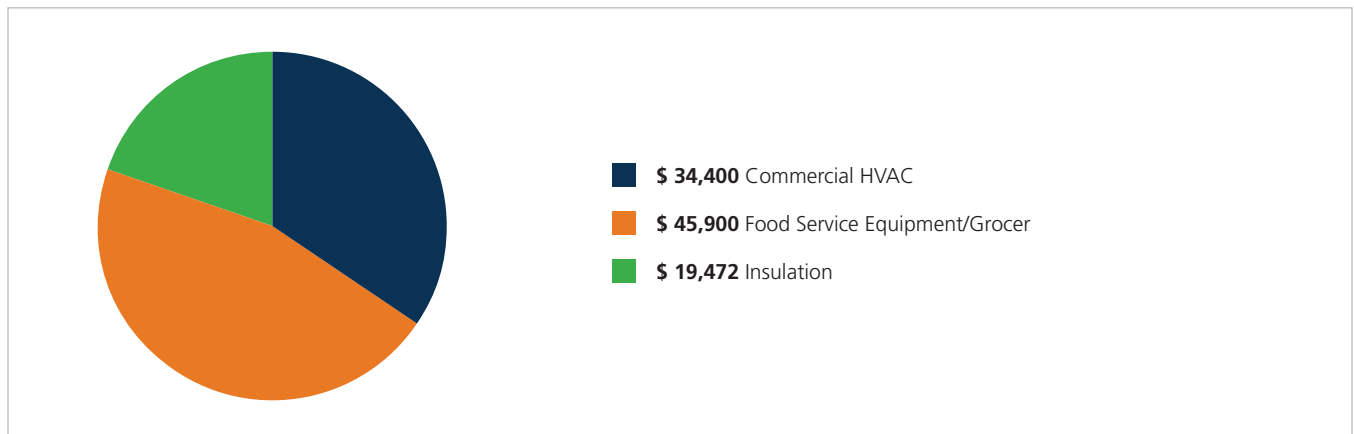 $ 34,400 Commercial HVAC
$ 45,900 Food Service Equipment/Grocer
$ 19,472 Insulation